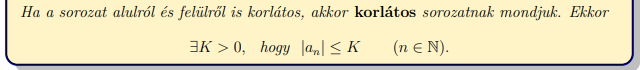 Ha a sorozat alulról és felülről is korlátos, akkor korlátos sorozatnak mondjuk. Ekkor
∃K > 0, hogy |aₙ| ≤ K (n ∈ ℕ).